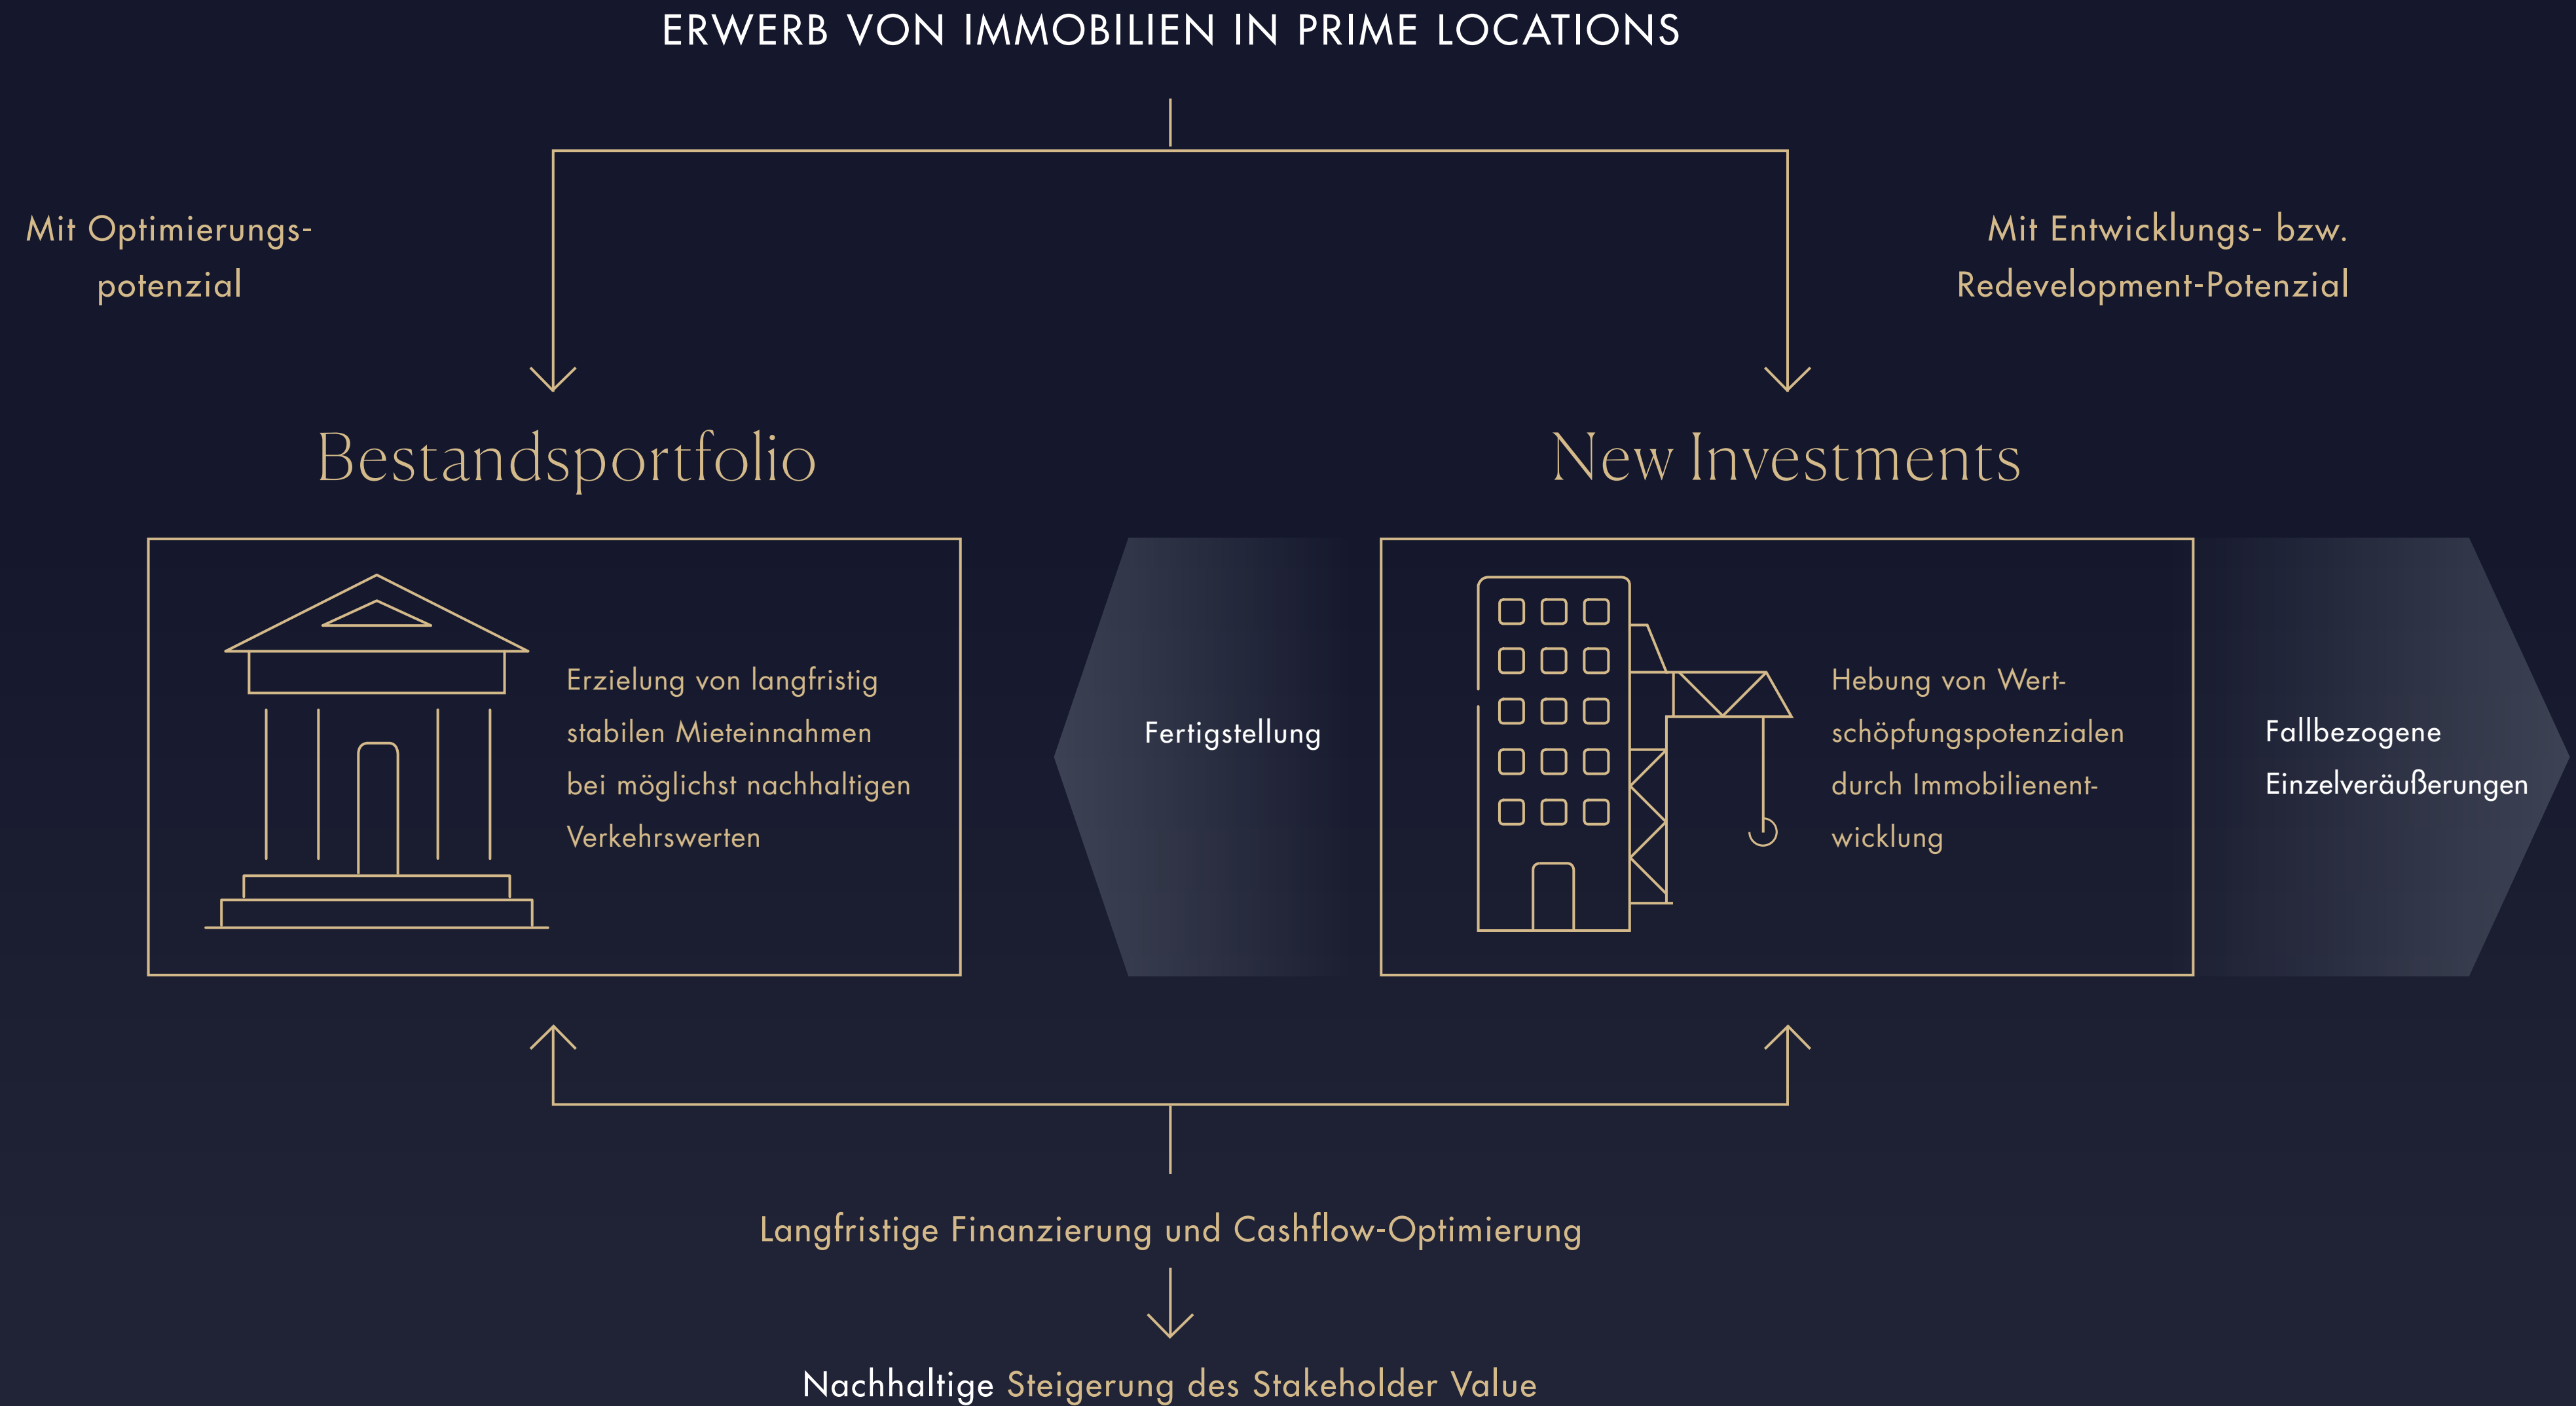 ERWERB VON IMMOBILIEN IN PRIME LOCATIONS
Mit Optimierungs-
potenzial
Mit Entwicklungs- bzw.
Redevelopment-Potenzial
Bestandsportfolio
New Investments
Erzielung von langfristig
stabilen Mieteinnahmen
bei möglichst nachhaltigen
Verkehrswerten
Fertigstellung
Hebung von Wert-
schöpfungspotenzialen
durch Immobilienent-
wicklung
Fallbezogene
Einzelveräußerungen
Langfristige Finanzierung und Cashflow-Optimierung
Nachhaltige Steigerung des Stakeholder Value